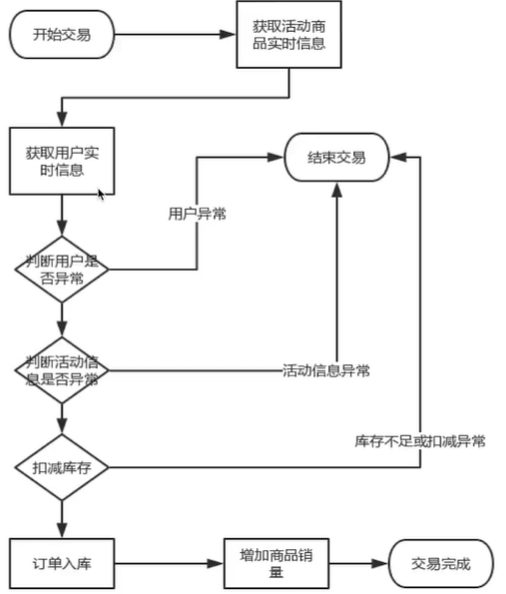 开始交易
获取活动商
品实时信息
获取用户实
时信息
结束交易
用户异常
判断用户是
否异常
判断活动信
息是否异常
活动信息异常
库存不足或扣减异常
扣减库存
订单入库
增加商品销
量
交易完成